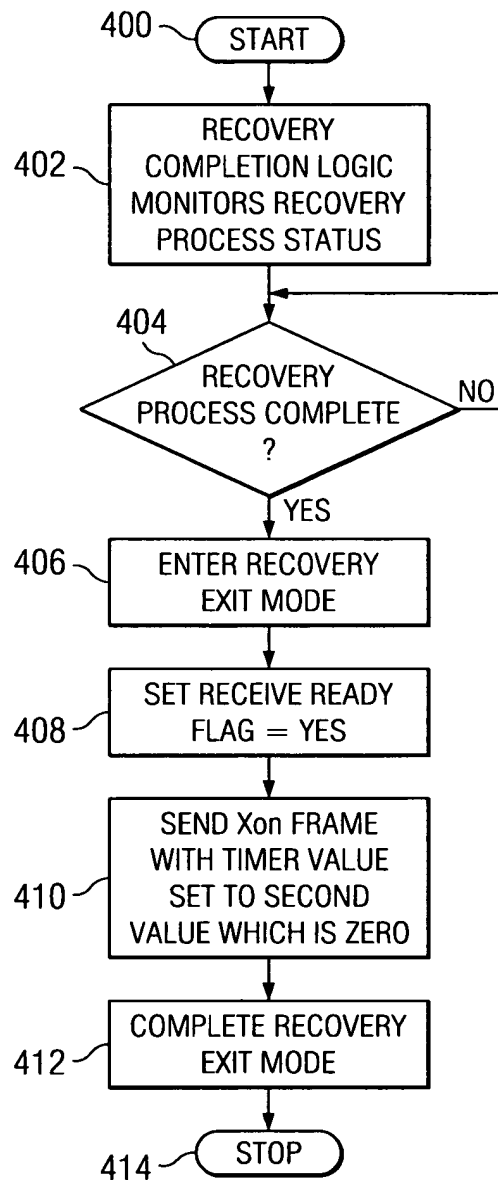 400
START
402
RECOVERY
COMPLETION LOGIC
MONITORS RECOVERY
PROCESS STATUS
404
RECOVERY
PROCESS COMPLETE
?
NO
YES
406
ENTER RECOVERY
EXIT MODE
408
SET RECEIVE READY
FLAG = YES
410
SEND Xon FRAME
WITH TIMER VALUE
SET TO SECOND
VALUE WHICH IS ZERO
412
COMPLETE RECOVERY
EXIT MODE
414
STOP